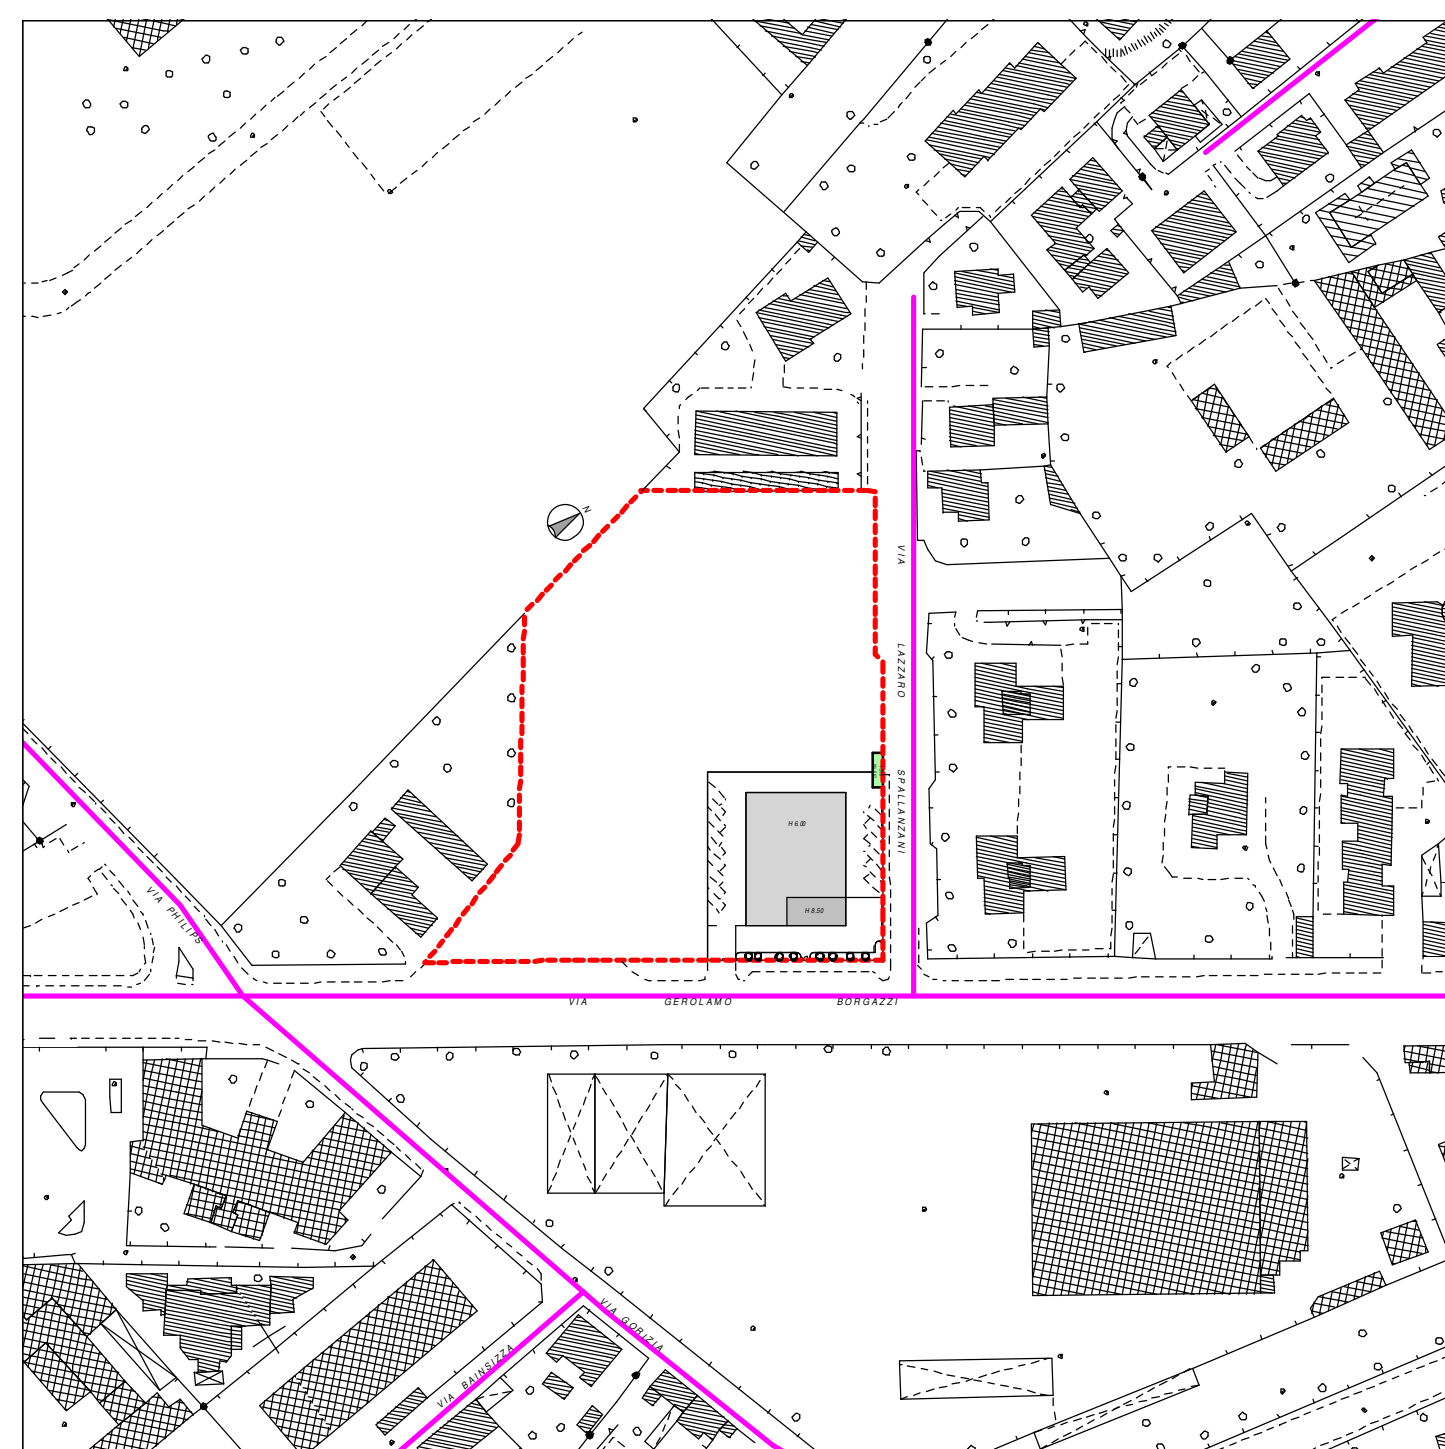 N
VIA LAZZARO SPALLANZANI
H 6.00
H 8.50
VIA PHILIPS
VIA GEROLAMO BORGAZZI
VIA GORIZIA
VIA BAINSIZZA